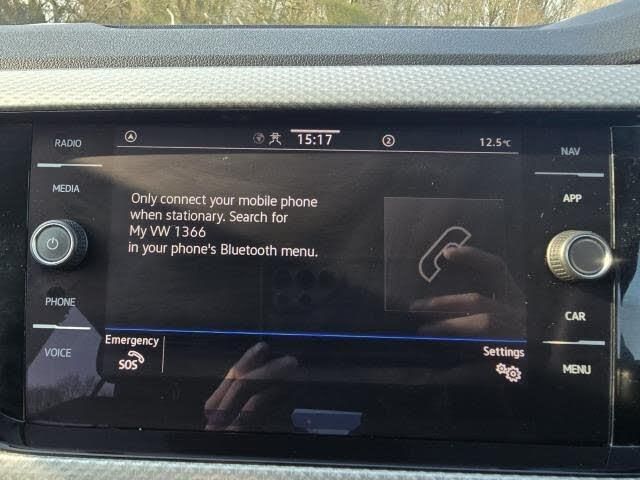 RADIO
MEDIA
PHONE
VOICE
15:17
2
12.5°C
Only connect your mobile phone
when stationary. Search for
My VW 1366
in your phone's Bluetooth menu.
Emergency
SOS
Settings
NAV
APP
CAR
MENU